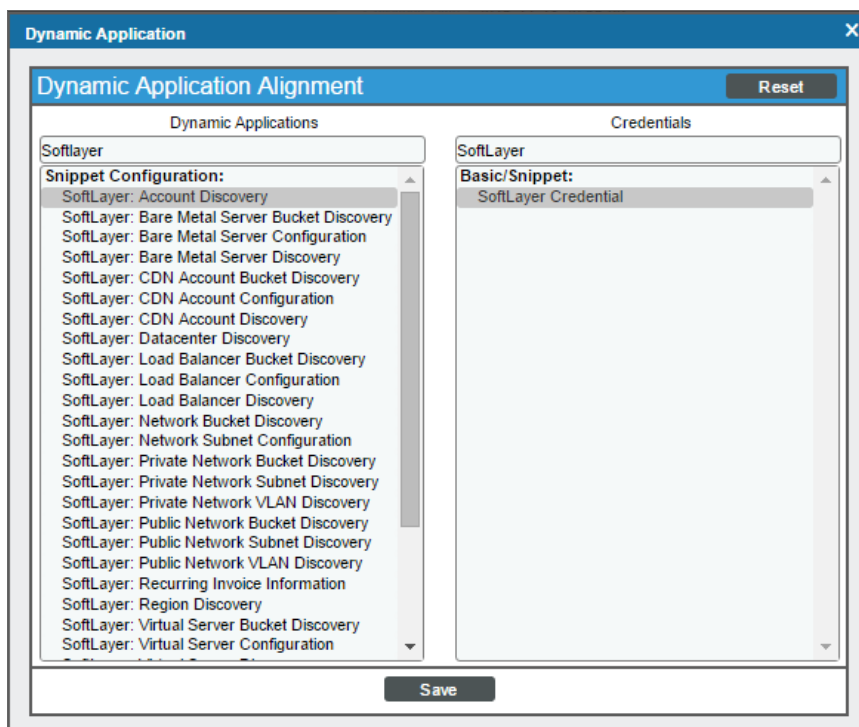 Dynamic Application
Dynamic Application Alignment
Reset
Dynamic Applications
Credentials
Softlayer
SoftLayer
Snippet Configuration:
SoftLayer: Account Discovery
SoftLayer: Bare Metal Server Bucket Discovery
SoftLayer: Bare Metal Server Configuration
SoftLayer: Bare Metal Server Discovery
SoftLayer: CDN Account Bucket Discovery
SoftLayer: CDN Account Configuration
SoftLayer: CDN Account Discovery
SoftLayer: Datacenter Discovery
SoftLayer: Load Balancer Bucket Discovery
SoftLayer: Load Balancer Configuration
SoftLayer: Load Balancer Discovery
SoftLayer: Network Bucket Discovery
SoftLayer: Network Subnet Configuration
SoftLayer: Private Network Bucket Discovery
SoftLayer: Private Network Subnet Discovery
SoftLayer: Private Network VLAN Discovery
SoftLayer: Public Network Bucket Discovery
SoftLayer: Public Network Subnet Discovery
SoftLayer: Public Network VLAN Discovery
SoftLayer: Recurring Invoice Information
SoftLayer: Region Discovery
SoftLayer: Virtual Server Bucket Discovery
SoftLayer: Virtual Server Configuration
Basic/Snippet:
SoftLayer Credential
Save